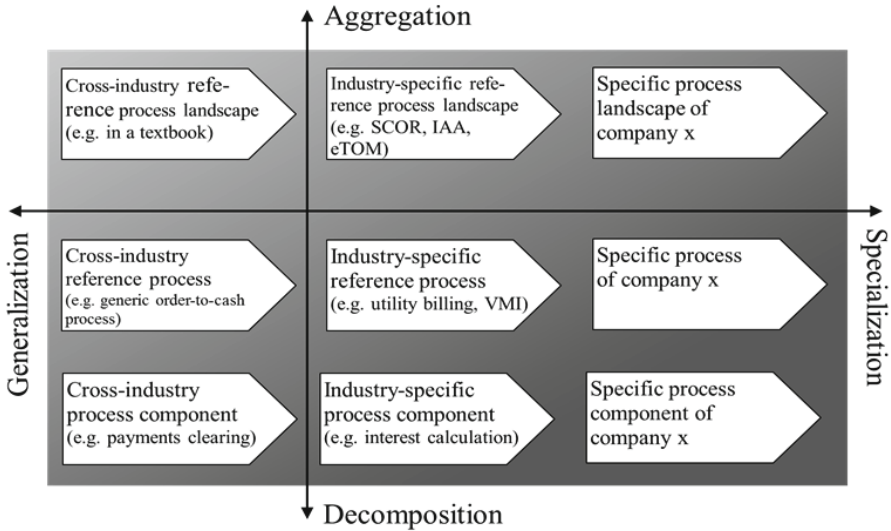 Aggregation
Cross-industry refe-
rence process landscape
(e.g. in a textbook)
Industry-specific refe-
rence process landscape
(e.g. SCOR, IAA,
eTOM)
Specific process
landscape of
company x
Generalization
Specialization
Cross-industry
reference process
(e.g. generic order-to-cash
process)
Industry-specific
reference process
(e.g. utility billing, VMI)
Specific process
of company x
Cross-industry
process component
(e.g. payments clearing)
Industry-specific
process component
(e.g. interest calculation)
Specific process
component of
company x
Decomposition